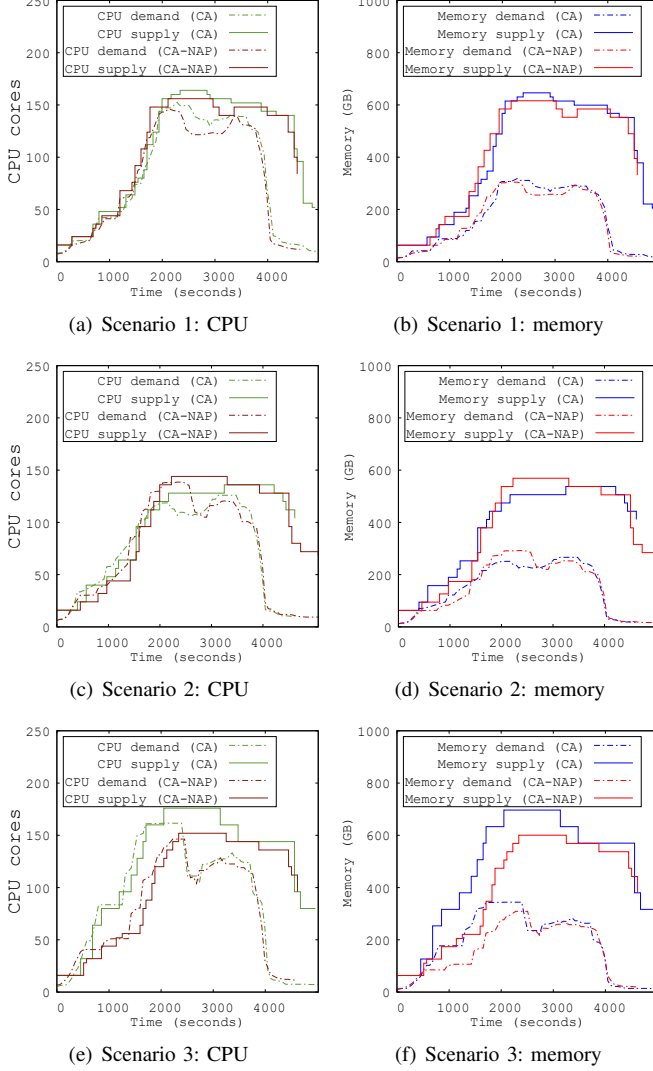 250
200
150
100
50
0
CPU cores
CPU demand (CA)
CPU supply (CA)
CPU demand (CA-NAP)
CPU supply (CA-NAP)
0 1000 2000 3000 4000
Time (seconds)
(a) Scenario 1: CPU
1000
800
600
400
200
0
Memory (GB)
Memory demand (CA)
Memory supply (CA)
Memory demand (CA-NAP)
Memory supply (CA-NAP)
0 1000 2000 3000 4000
Time (seconds)
(b) Scenario 1: memory
250
200
150
100
50
0
CPU cores
CPU demand (CA)
CPU supply (CA)
CPU demand (CA-NAP)
CPU supply (CA-NAP)
0 1000 2000 3000 4000
Time (seconds)
(c) Scenario 2: CPU
1000
800
600
400
200
0
Memory (GB)
Memory demand (CA)
Memory supply (CA)
Memory demand (CA-NAP)
Memory supply (CA-NAP)
0 1000 2000 3000 4000
Time (seconds)
(d) Scenario 2: memory
250
200
150
100
50
0
CPU cores
CPU demand (CA)
CPU supply (CA)
CPU demand (CA-NAP)
CPU supply (CA-NAP)
0 1000 2000 3000 4000
Time (seconds)
(e) Scenario 3: CPU
1000
800
600
400
200
0
Memory (GB)
Memory demand (CA)
Memory supply (CA)
Memory demand (CA-NAP)
Memory supply (CA-NAP)
0 1000 2000 3000 4000
Time (seconds)
(f) Scenario 3: memory